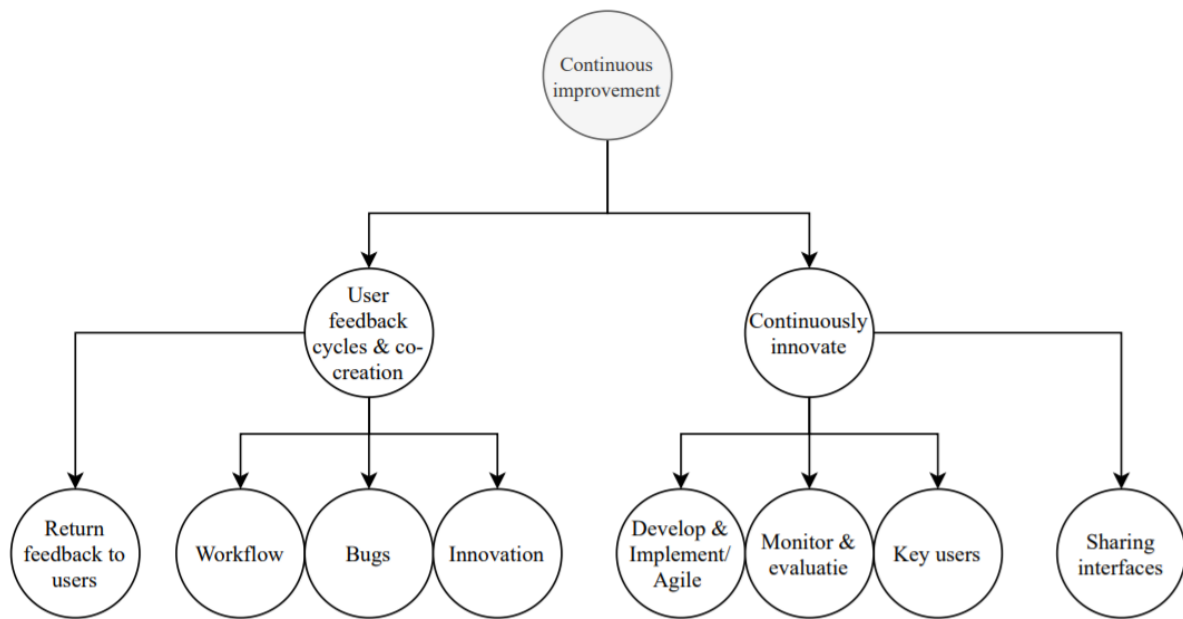 Continuous
improvement
User
feedback
cycles & co-
creation
Continuously
innovate
Return
feedback to
users
Workflow
Bugs
Innovation
Develop &
Implement/
Agile
Monitor &
evaluatie
Key users
Sharing
interfaces